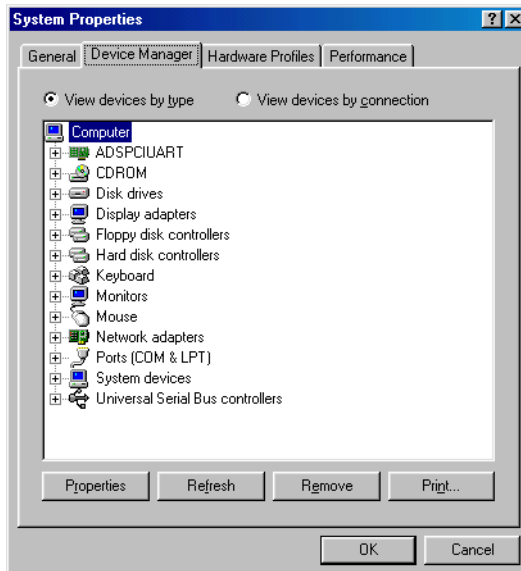 System Properties
General Device Manager Hardware Profiles Performance
View devices by type View devices by connection
Computer
ADSPCIUART
CDROM
Disk drives
Display adapters
Floppy disk controllers
Hard disk controllers
Keyboard
Monitors
Mouse
Network adapters
Ports (COM & LPT)
System devices
Universal Serial Bus controllers
Properties Refresh Remove Print...
OK Cancel